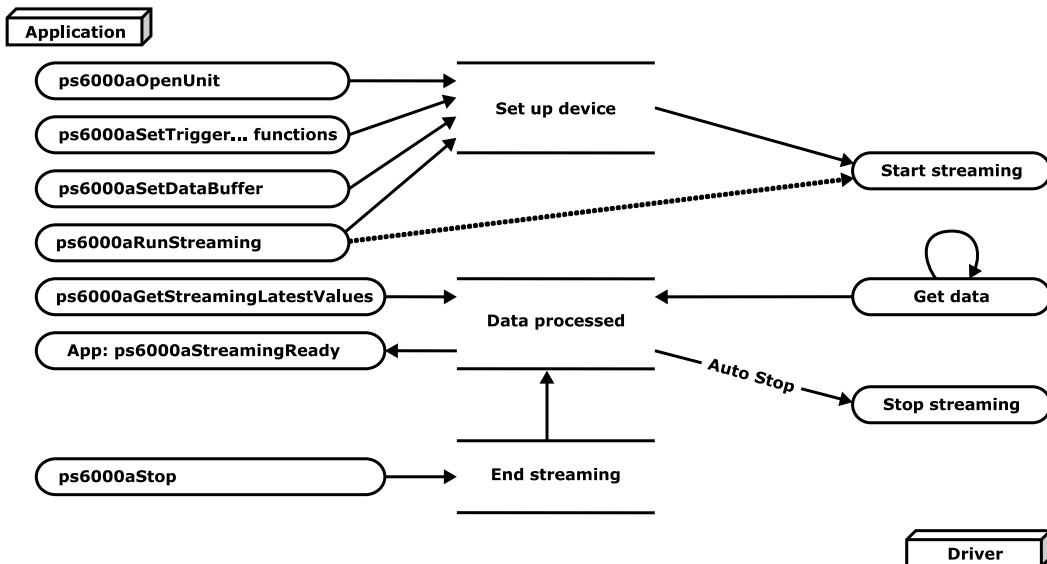 Application
ps6000aOpenUnit
ps6000aSetTrigger... functions
Set up device
ps6000aSetDataBuffer
Start streaming
ps6000aRunStreaming
ps6000aGetStreamingLatestValues
Get data
Data processed
App: ps6000aStreamingReady
Auto Stop
Stop streaming
ps6000aStop
End streaming
Driver